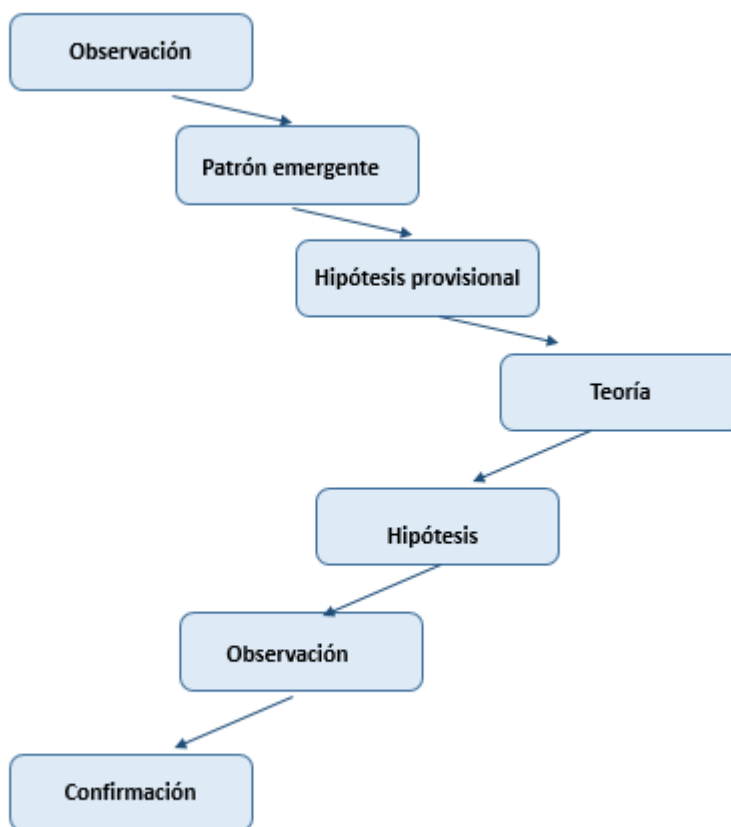 Observación
Patrón emergente
Hipótesis provisional
Teoría
Hipótesis
Observación
Confirmación